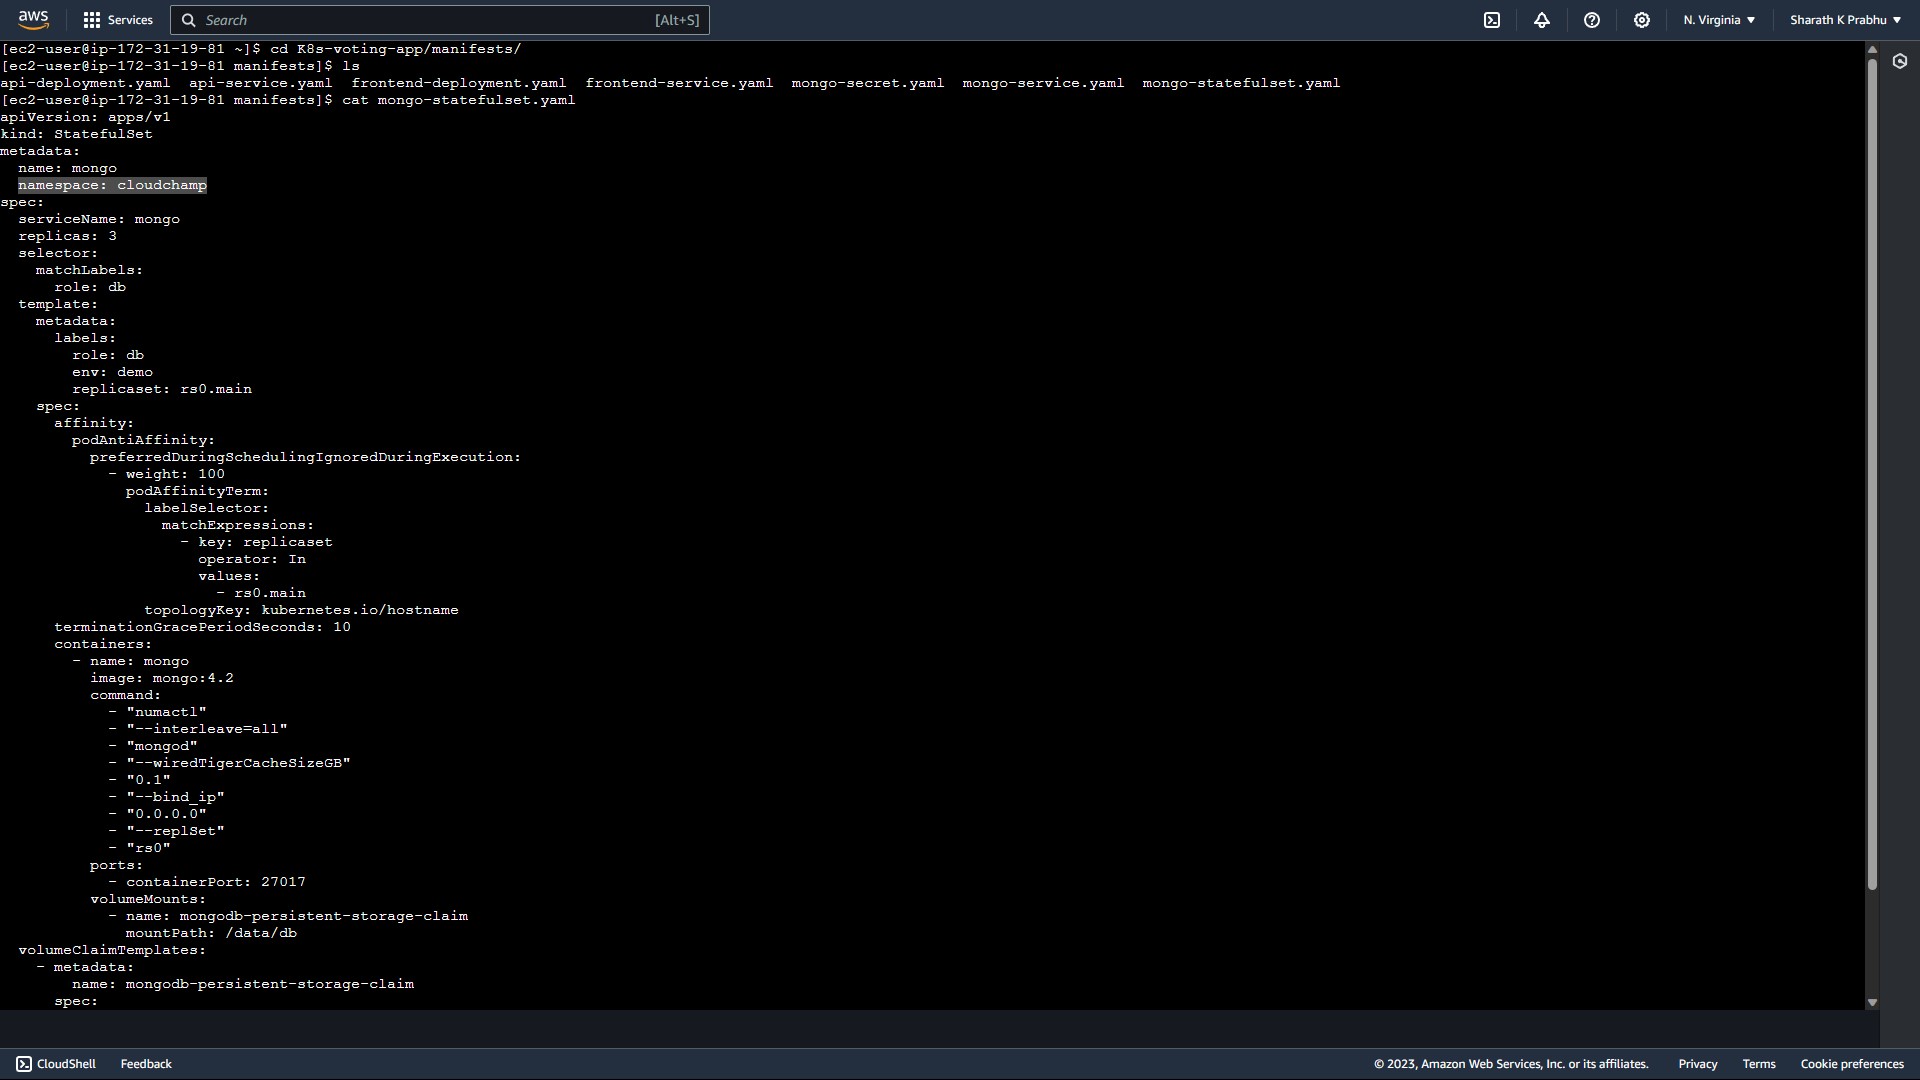 aws Services Search [Alt+S] N. Virginia Sharath K Prabhu
[ec2-user@ip-172-31-19-81 ~]$ cd K8s-voting-app/manifests/
[ec2-user@ip-172-31-19-81 manifests]$ ls
api-deployment.yaml  api-service.yaml  frontend-deployment.yaml  frontend-service.yaml  mongo-secret.yaml  mongo-service.yaml  mongo-statefulset.yaml
[ec2-user@ip-172-31-19-81 manifests]$ cat mongo-statefulset.yaml
apiVersion: apps/v1
kind: StatefulSet
metadata:
  name: mongo
  namespace: cloudchamp
spec:
  serviceName: mongo
  replicas: 3
  selector:
    matchLabels:
      role: db
  template:
    metadata:
      labels:
        role: db
        env: demo
        replicaset: rs0.main
    spec:
      affinity:
        podAntiAffinity:
          preferredDuringSchedulingIgnoredDuringExecution:
            - weight: 100
              podAffinityTerm:
                labelSelector:
                  matchExpressions:
                    - key: replicaset
                      operator: In
                      values:
                        - rs0.main
                topologyKey: kubernetes.io/hostname
      terminationGracePeriodSeconds: 10
      containers:
        - name: mongo
          image: mongo:4.2
          command:
            - "numactl"
            - "--interleave=all"
            - "mongod"
            - "--wiredTigerCacheSizeGB"
            - "0.1"
            - "--bind_ip"
            - "0.0.0.0"
            - "--replSet"
            - "rs0"
          ports:
            - containerPort: 27017
          volumeMounts:
            - name: mongodb-persistent-storage-claim
              mountPath: /data/db
  volumeClaimTemplates:
    - metadata:
        name: mongodb-persistent-storage-claim
      spec:
CloudShell Feedback © 2023, Amazon Web Services, Inc. or its affiliates. Privacy Terms Cookie preferences